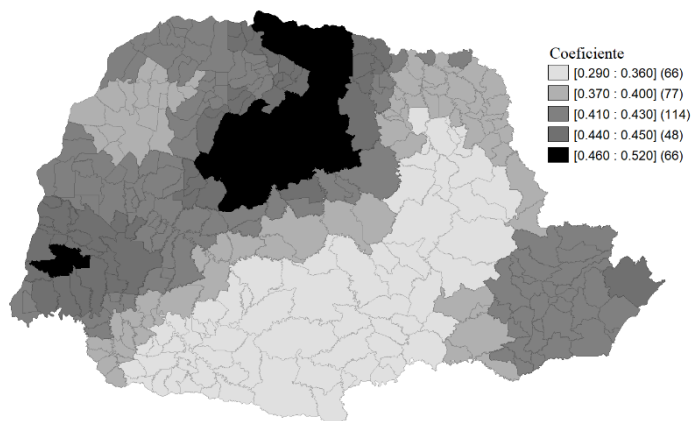 Coeficiente
[0.290 : 0.360] (66)
[0.370 : 0.400] (77)
[0.410 : 0.430] (114)
[0.440 : 0.450] (48)
[0.460 : 0.520] (66)